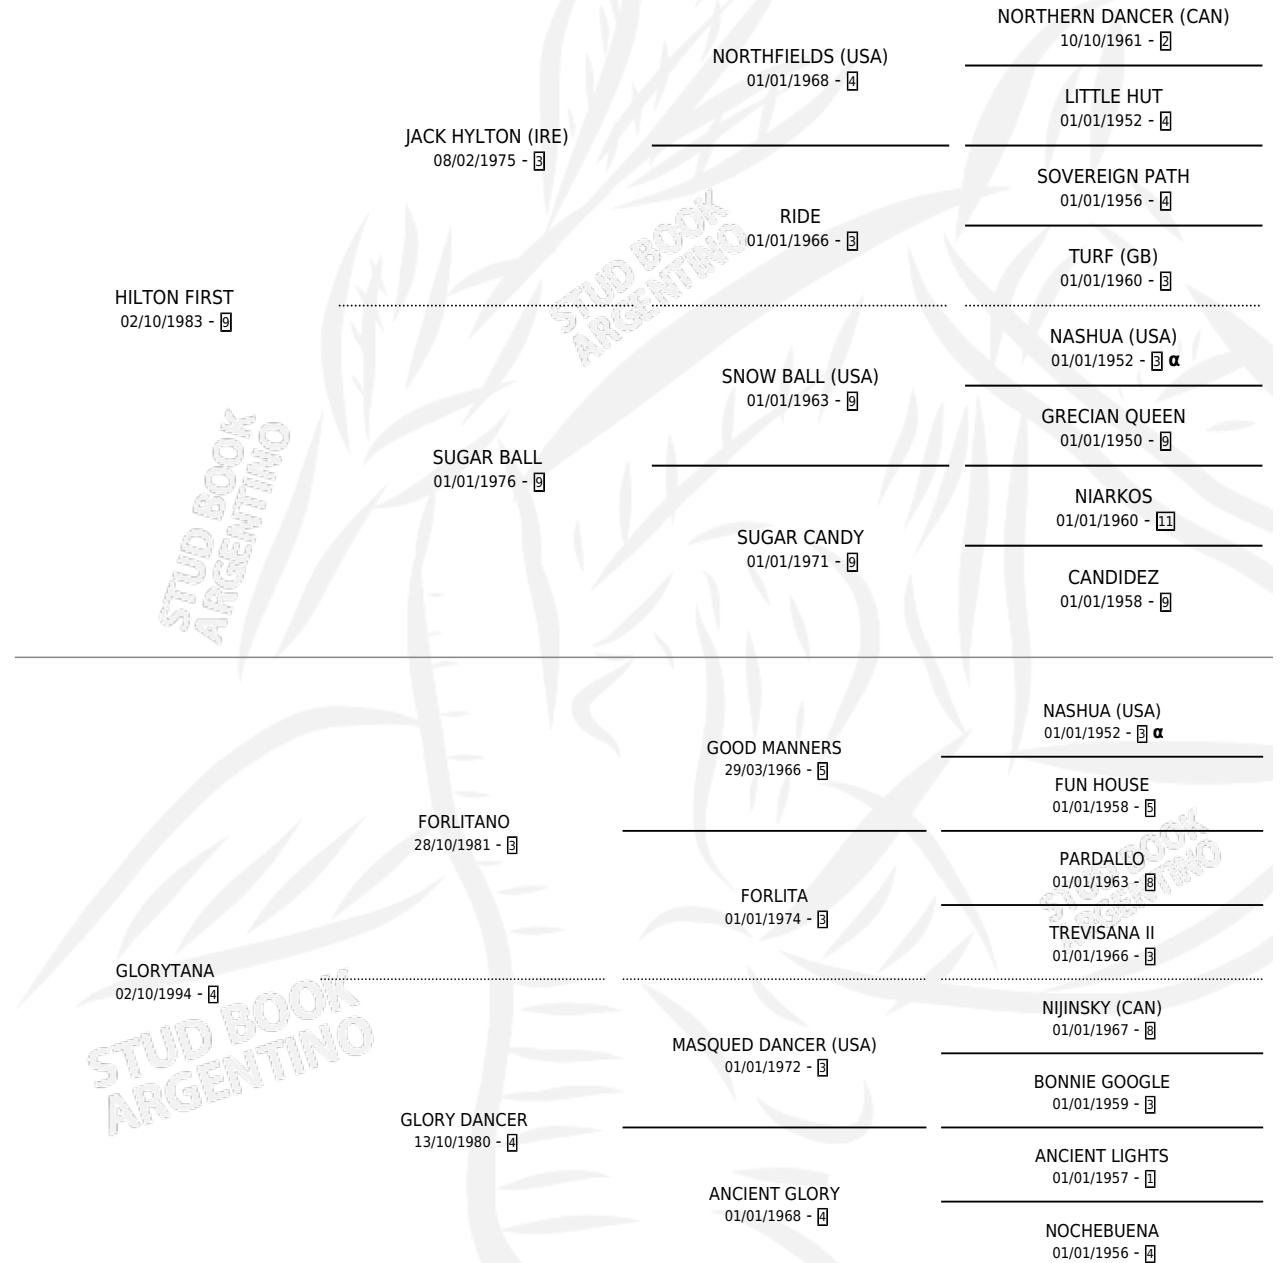 NORTHERN DANCER (CAN)
10/10/1961 - 2
NORTHFIELDS (USA)
01/01/1968 - 4
LITTLE HUT
01/01/1952 - 4
JACK HYLTON (IRE)
08/02/1975 - 3
SOVEREIGN PATH
01/01/1956 - 4
RIDE
01/01/1966 - 3
TURF (GB)
01/01/1960 - 3
HILTON FIRST
02/10/1983 - 9
NASHUA (USA)
01/01/1952 - 3 α
SNOW BALL (USA)
01/01/1963 - 9
GRECIAN QUEEN
01/01/1950 - 9
SUGAR BALL
01/01/1976 - 9
NIARKOS
01/01/1960 - 11
SUGAR CANDY
01/01/1971 - 9
CANDIDEZ
01/01/1958 - 9
NASHUA (USA)
01/01/1952 - 3 α
GOOD MANNERS
29/03/1966 - 5
FUN HOUSE
01/01/1958 - 5
FORLITANO
28/10/1981 - 3
PARDALLO
01/01/1963 - 8
FORLITA
01/01/1974 - 3
TREVISANA II
01/01/1966 - 3
GLORYTANA
02/10/1994 - 4
NIJINSKY (CAN)
01/01/1967 - 8
MASQUED DANCER (USA)
01/01/1972 - 3
BONNIE GOOGLE
01/01/1959 - 3
GLORY DANCER
13/10/1980 - 4
ANCIENT LIGHTS
01/01/1957 - 1
ANCIENT GLORY
01/01/1968 - 4
NOCHEBUENA
01/01/1956 - 4
STUD BOOK
ARGENTINO
STUD BOOK
ARGENTINO
STUD BOOK
ARGENTINO
STUD BOOK
ARGENTINO